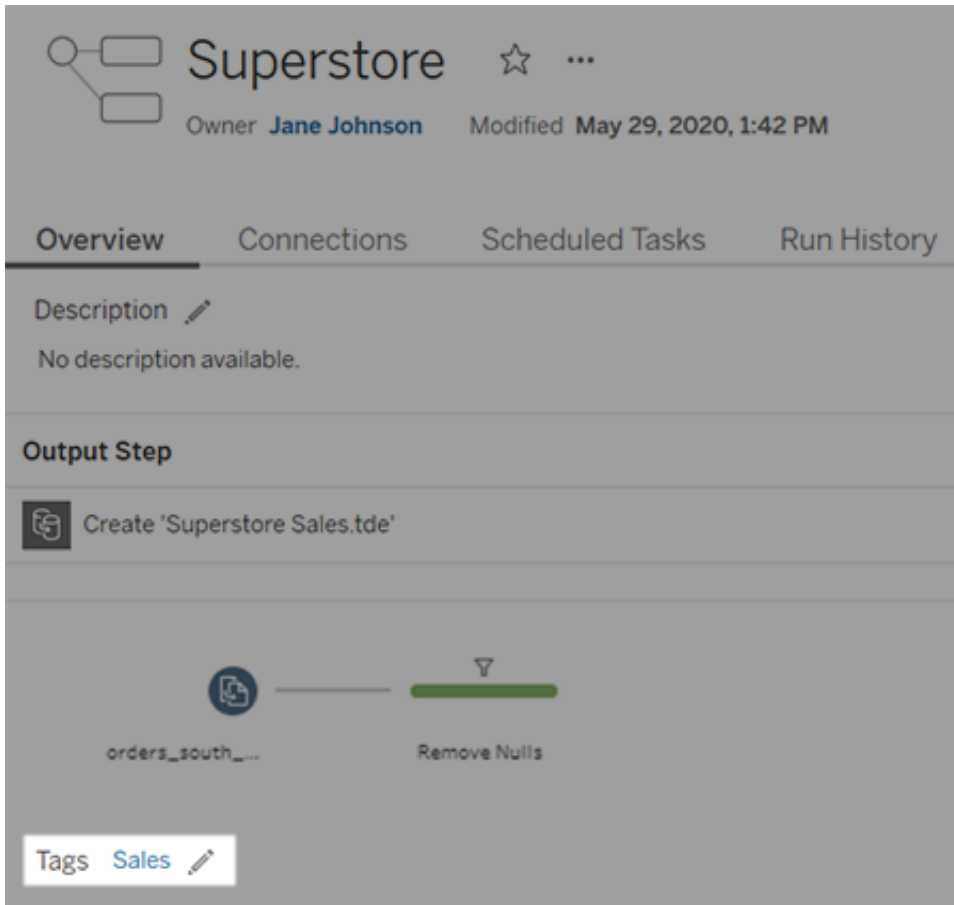 Superstore
Owner Jane Johnson Modified May 29, 2020, 1:42 PM
Overview Connections Scheduled Tasks Run History
Description
No description available.
Output Step
Create 'Superstore Sales.tde'
orders_south_... Remove Nulls
Tags Sales